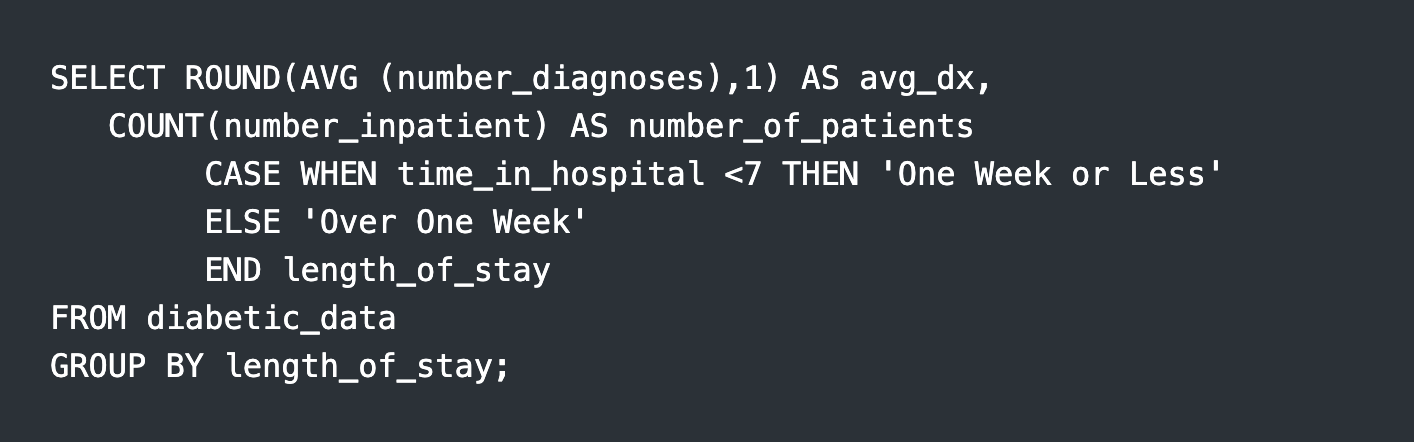 SELECT ROUND(AVG (number_diagnoses),1) AS avg_dx,
COUNT(number_inpatient) AS number_of_patients
CASE WHEN time_in_hospital <7 THEN 'One Week or Less'
ELSE 'Over One Week'
END length_of_stay
FROM diabetic_data
GROUP BY length_of_stay;